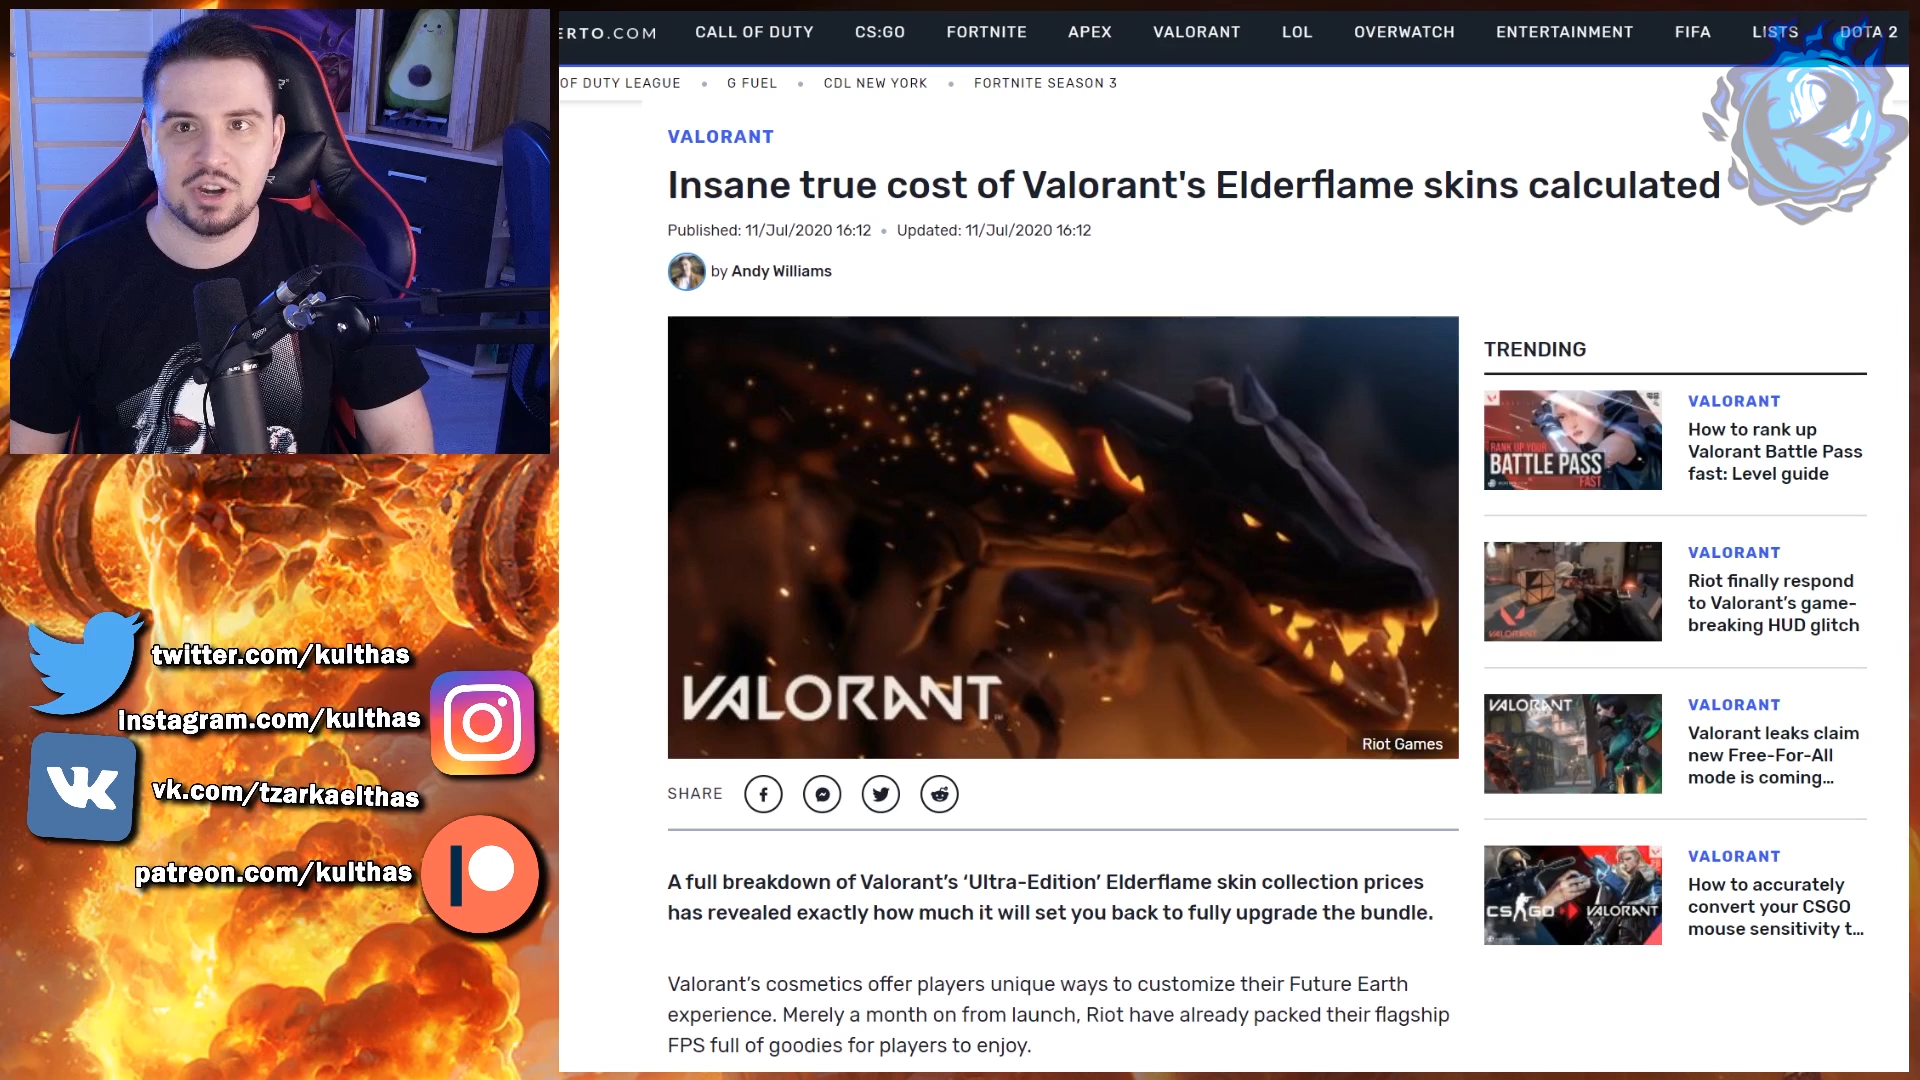 ERTO.COM
CALL OF DUTY
CS:GO
FORTNITE
APEX
VALORANT
LOL
OVERWATCH
ENTERTAINMENT
FIFA
LISTS
DOTA 2
OF DUTY LEAGUE • G FUEL • CDL NEW YORK • FORTNITE SEASON 3
VALORANT
Insane true cost of Valorant's Elderflame skins calculated
Published: 11/Jul/2020 16:12 • Updated: 11/Jul/2020 16:12
by Andy Williams
VALORANT
Riot Games
SHARE
A full breakdown of Valorant's ‘Ultra-Edition’ Elderflame skin collection prices
has revealed exactly how much it will set you back to fully upgrade the bundle.
Valorant’s cosmetics offer players unique ways to customize their Future Earth
experience. Merely a month on from launch, Riot have already packed their flagship
FPS full of goodies for players to enjoy.
TRENDING
RANK UP YOUR
BATTLE PASS
FAST
VALORANT
How to rank up
Valorant Battle Pass
fast: Level guide
VALORANT
VALORANT
Riot finally respond
to Valorant’s game-
breaking HUD glitch
VALORANT
VALORANT
Valorant leaks claim
new Free-For-All
mode is coming...
CS:GO
VALORANT
VALORANT
How to accurately
convert your CSGO
mouse sensitivity t...
twitter.com/kulthas
instagram.com/kulthas
vk.com/tzarkaelthas
patreon.com/kulthas